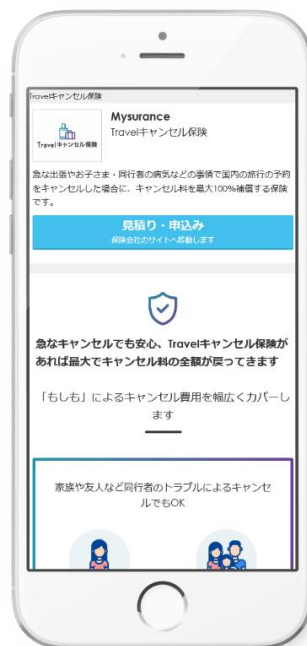 Travelキャンセル保険
Mysurance
Travelキャンセル保険
Travelキャンセル保険
急な出張やお子さま・同行者の病気などの事情で国内の旅行の予約
をキャンセルした場合に、キャンセル料を最大100%補償する保険
です。
見積り・申込み
保険会社のサイトへ移動します
急なキャンセルでも安心、Travelキャンセル保険が
あれば最大でキャンセル料の全額が戻ってきます
「もしも」によるキャンセル費用を幅広くカバーし
ます
家族や友人など同行者のトラブルによるキャンセ
ルでもOK